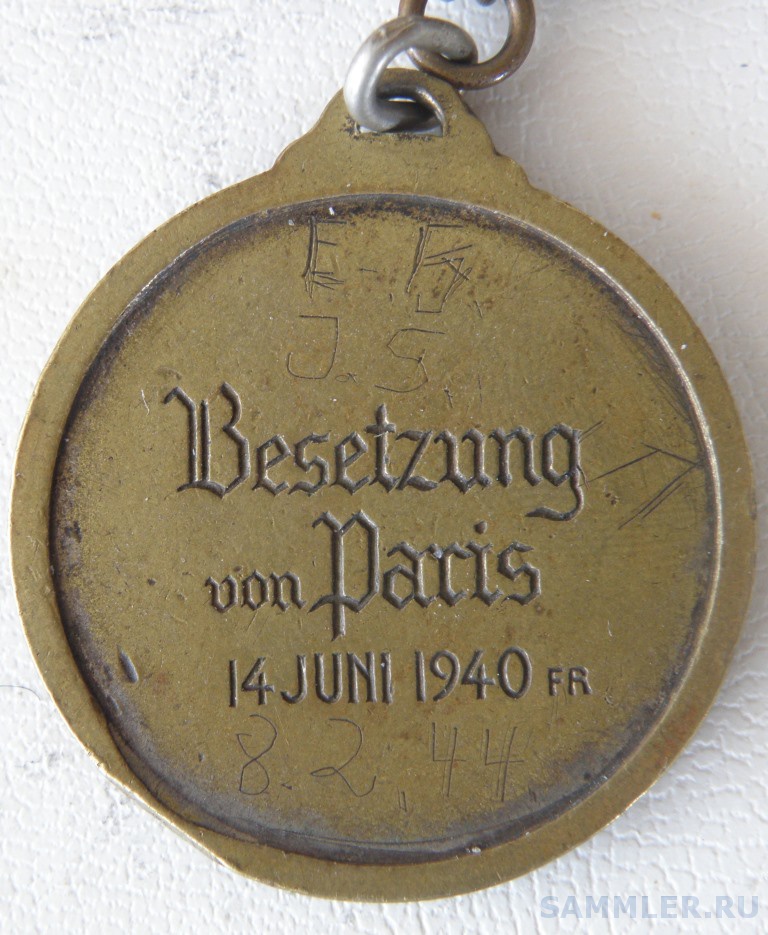 E. F.
J. S.
Besetzung
von Paris
14 JUNI 1940 FR
8.2.44.
SAMMLER.RU